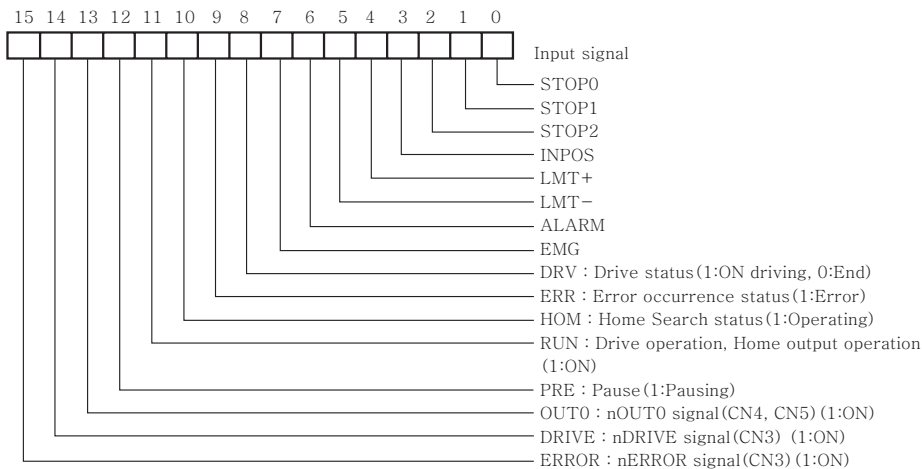 15 14 13 12 11 10 9 8 7 6 5 4 3 2 1 0
Input signal
STOP0
STOP1
STOP2
INPOS
LMT+
LMT−
ALARM
EMG
DRV : Drive status(1:ON driving, 0:End)
ERR : Error occurrence status(1:Error)
HOM : Home Search status(1:Operating)
RUN : Drive operation, Home output operation
(1:ON)
PRE : Pause(1:Pausing)
OUT0 : nOUT0 signal(CN4, CN5)(1:ON)
DRIVE : nDRIVE signal(CN3) (1:ON)
ERROR : nERROR signal(CN3)(1:ON)